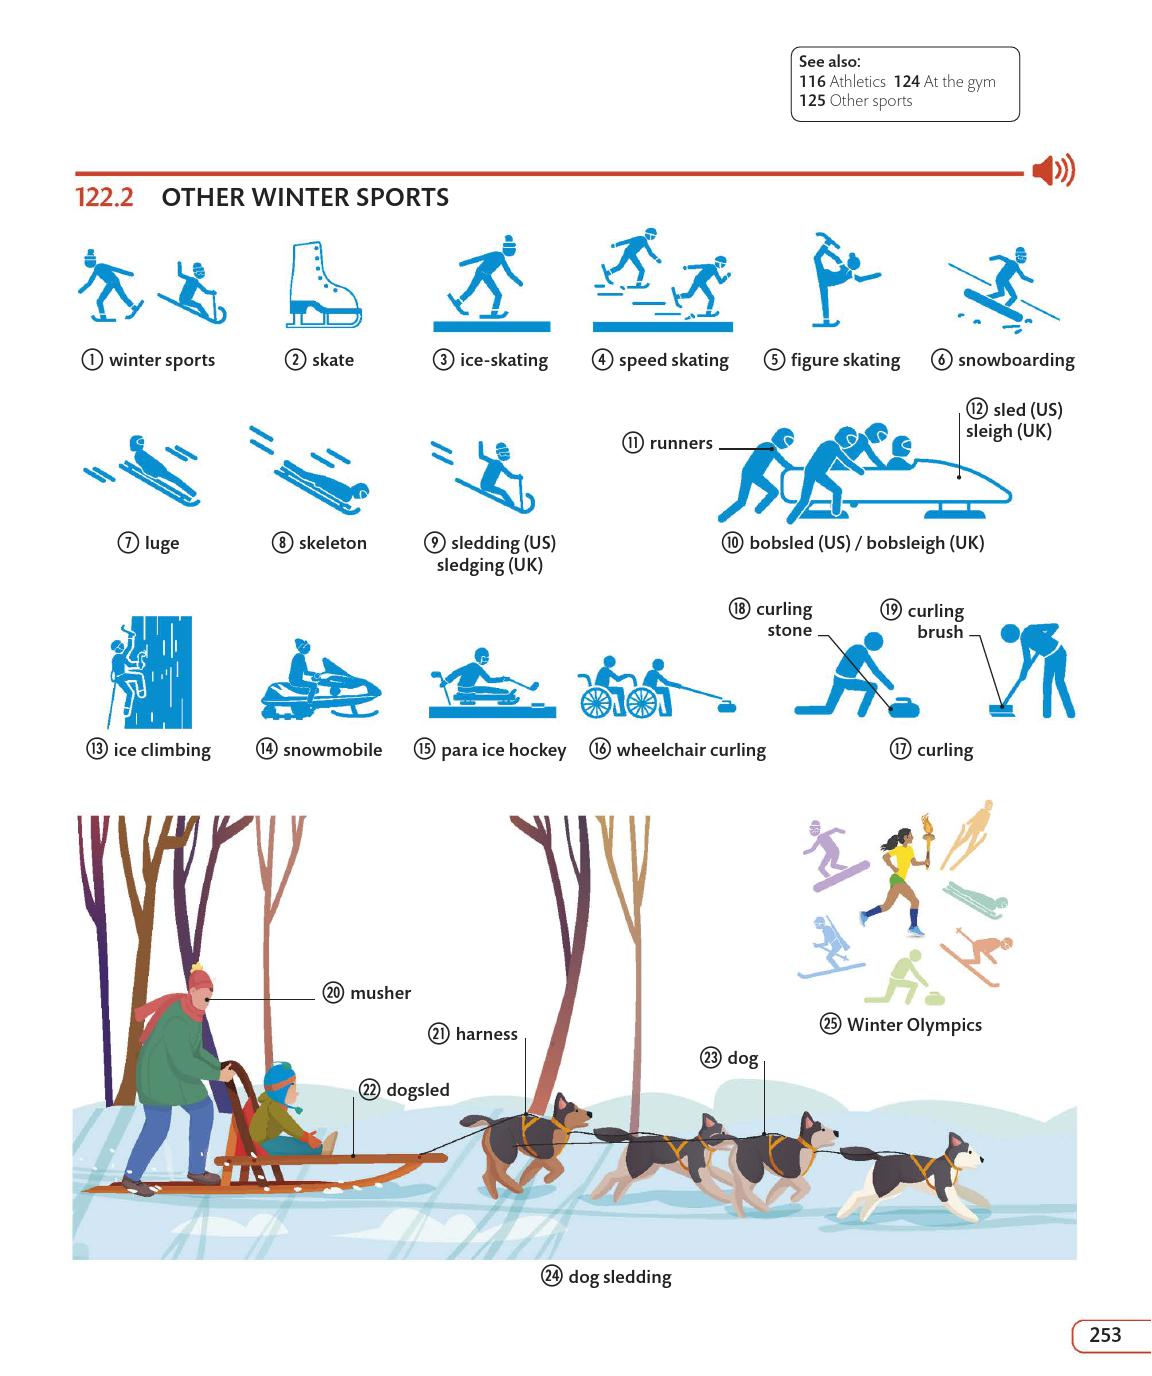 See also:
116 Athletics 124 At the gym
125 Other sports
122.2 OTHER WINTER SPORTS
① winter sports
② skate
③ ice-skating
④ speed skating
⑤ figure skating
⑥ snowboarding
⑦ luge
⑧ skeleton
⑨ sledding (US)
sledging (UK)
⑪ runners
⑫ sled (US)
sleigh (UK)
⑩ bobsled (US) / bobsleigh (UK)
⑬ ice climbing
⑭ snowmobile
⑮ para ice hockey
⑯ wheelchair curling
⑱ curling
stone
⑲ curling
brush
⑰ curling
⑳ musher
㉑ harness
㉒ dogsled
㉓ dog
㉔ dog sledding
㉕ Winter Olympics
253